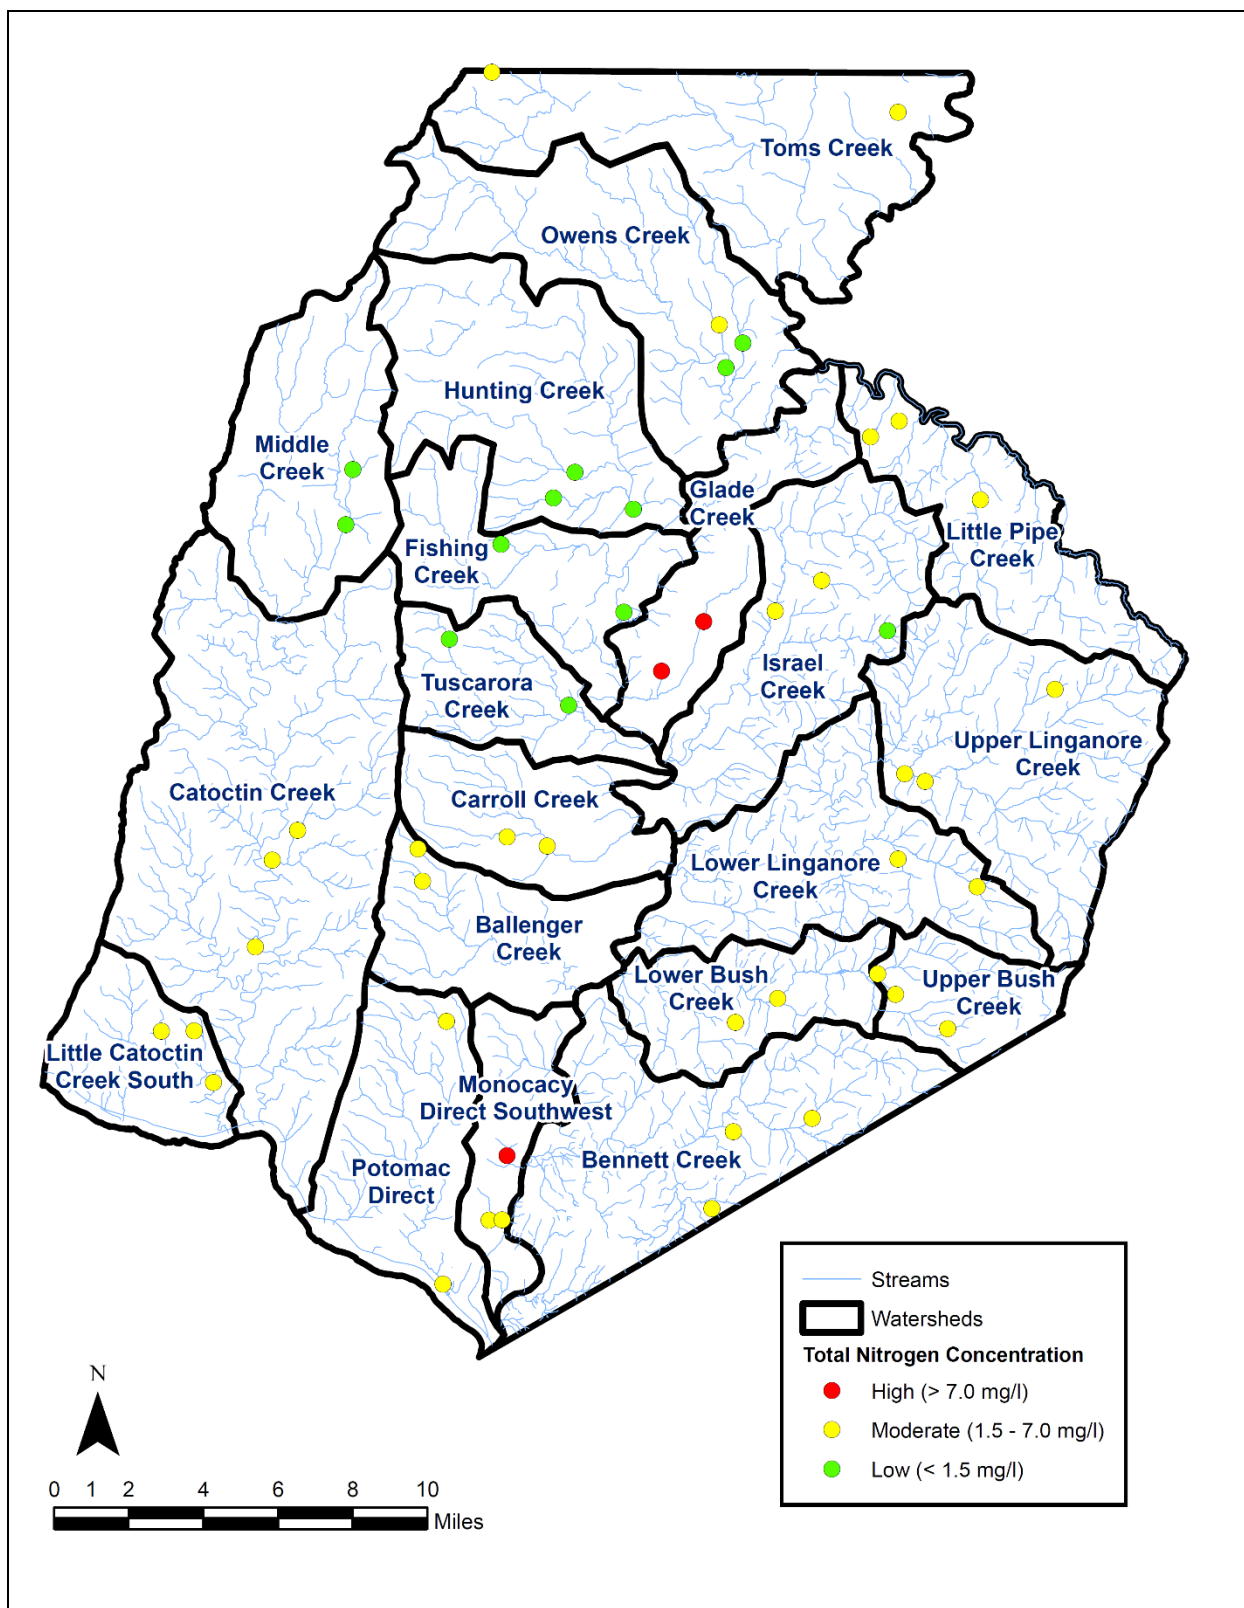 Toms Creek
Owens Creek
Hunting Creek
Middle
Creek
Glade
Creek
Little Pipe
Creek
Fishing
Creek
Israel
Creek
Tuscarora
Creek
Upper Linganore
Creek
Catoctin Creek
Carroll Creek
Lower Linganore
Creek
Ballenger
Creek
Lower Bush
Creek
Upper Bush
Creek
Little Catoctin
Creek South
Monocacy
Direct Southwest
Bennett Creek
Potomac
Direct
Streams
Watersheds
Total Nitrogen Concentration
High (> 7.0 mg/l)
Moderate (1.5 - 7.0 mg/l)
Low (< 1.5 mg/l)
N
0 1 2 4 6 8 10
Miles